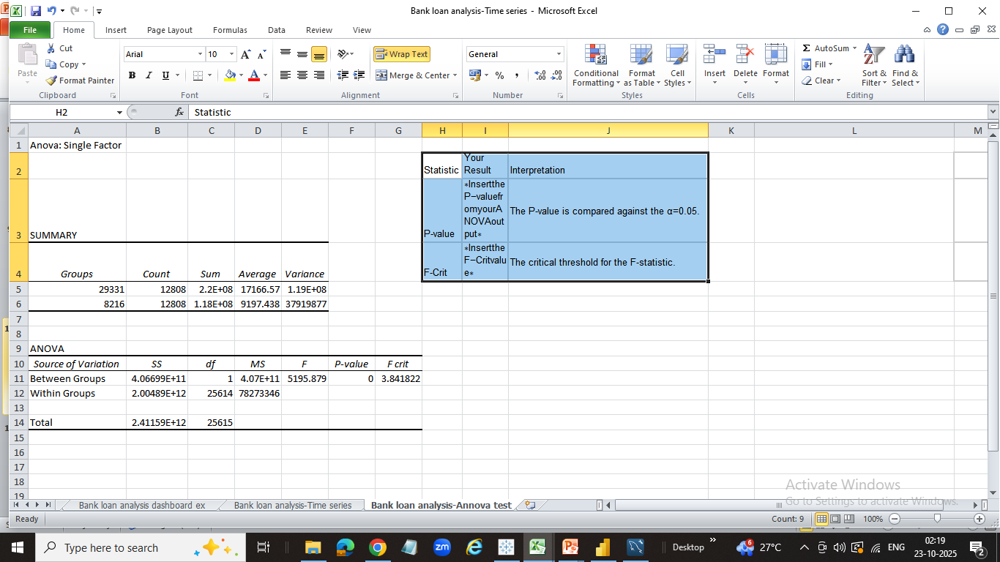 Bank loan analysis-Time series - Microsoft Excel
File Home Insert Page Layout Formulas Data Review View
Cut
Copy
Format Painter
Paste
Clipboard
Arial 10
B I U
Font
Wrap Text
Merge & Center
Alignment
General
% ,
Number
Conditional Formatting
Format as Table
Cell Styles
Styles
Insert Delete Format
Cells
Σ AutoSum
Fill
Clear
Sort & Filter
Find & Select
Editing
H2 fx Statistic
A B C D E F G H I J K L M
1 Anova: Single Factor
2 Statistic Your Result Interpretation
3 SUMMARY P-value ∗InserttheP−valuefromyourANOVAoutput∗ The P-value is compared against the α=0.05.
4 Groups Count Sum Average Variance F-Crit ∗InserttheF−Critvalue∗ The critical threshold for the F-statistic.
5 29331 12808 2.2E+08 17166.57 1.19E+08
6 8216 12808 1.18E+08 9197.438 37919877
7
8
9 ANOVA
10 Source of Variation SS df MS F P-value F crit
11 Between Groups 4.06699E+11 1 4.07E+11 5195.879 0 3.841822
12 Within Groups 2.00489E+12 25614 78273346
13
14 Total 2.41159E+12 25615
15
16
17
18
19
Activate Windows
Go to Settings to activate Windows.
Bank loan analysis dashboard ex Bank loan analysis-Time series Bank loan analysis-Annova test
Ready Count: 9 100%
Type here to search
zm
Desktop
6
27°C
ENG
02:19
23-10-2025
2